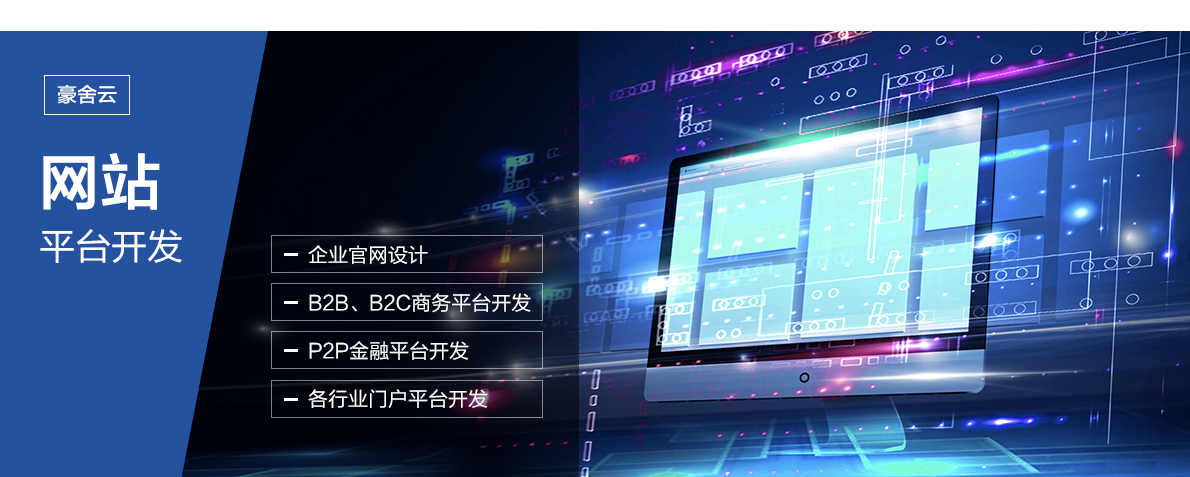 豪舍云
网站
平台开发
企业官网设计
B2B、B2C商务平台开发
P2P金融平台开发
各行业门户平台开发